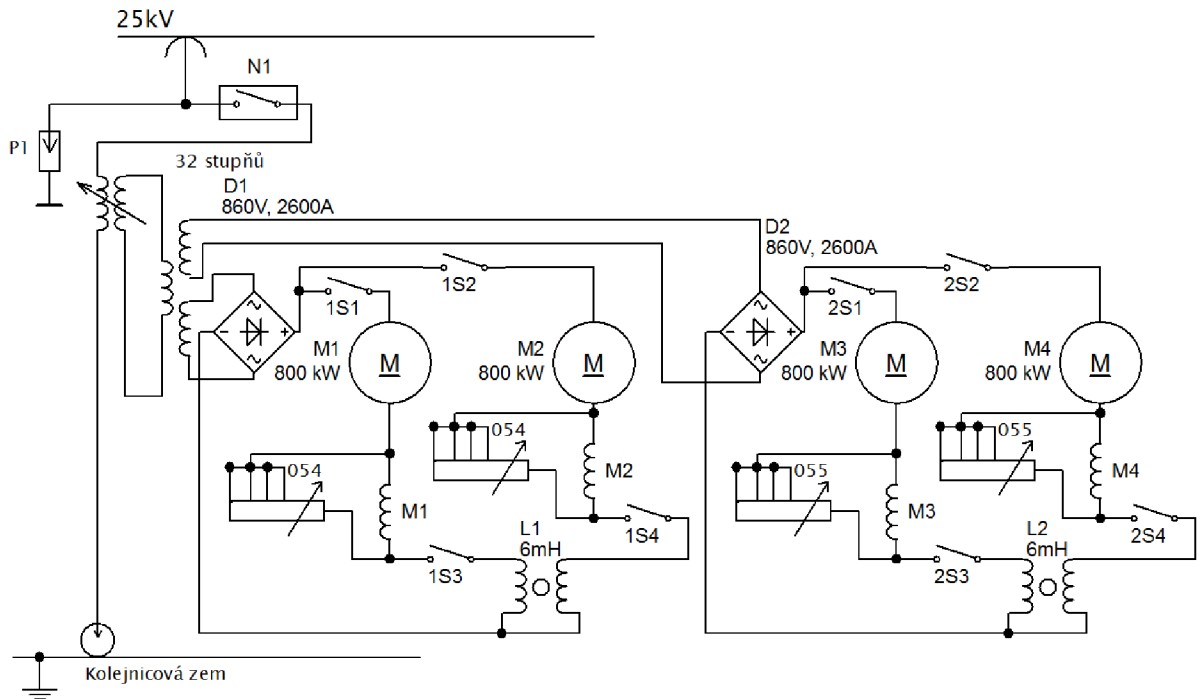 25kV
N1
P1
32 stupňů
D1
860V, 2600A
D2
860V, 2600A
1S2
2S2
1S1
2S1
M1
800 kW
M
M2
800 kW
M
M3
800 kW
M
M4
800 kW
M
054
054
055
055
M1
M2
M3
M4
1S3
L1
6mH
1S4
2S3
L2
6mH
2S4
Kolejnicová zem